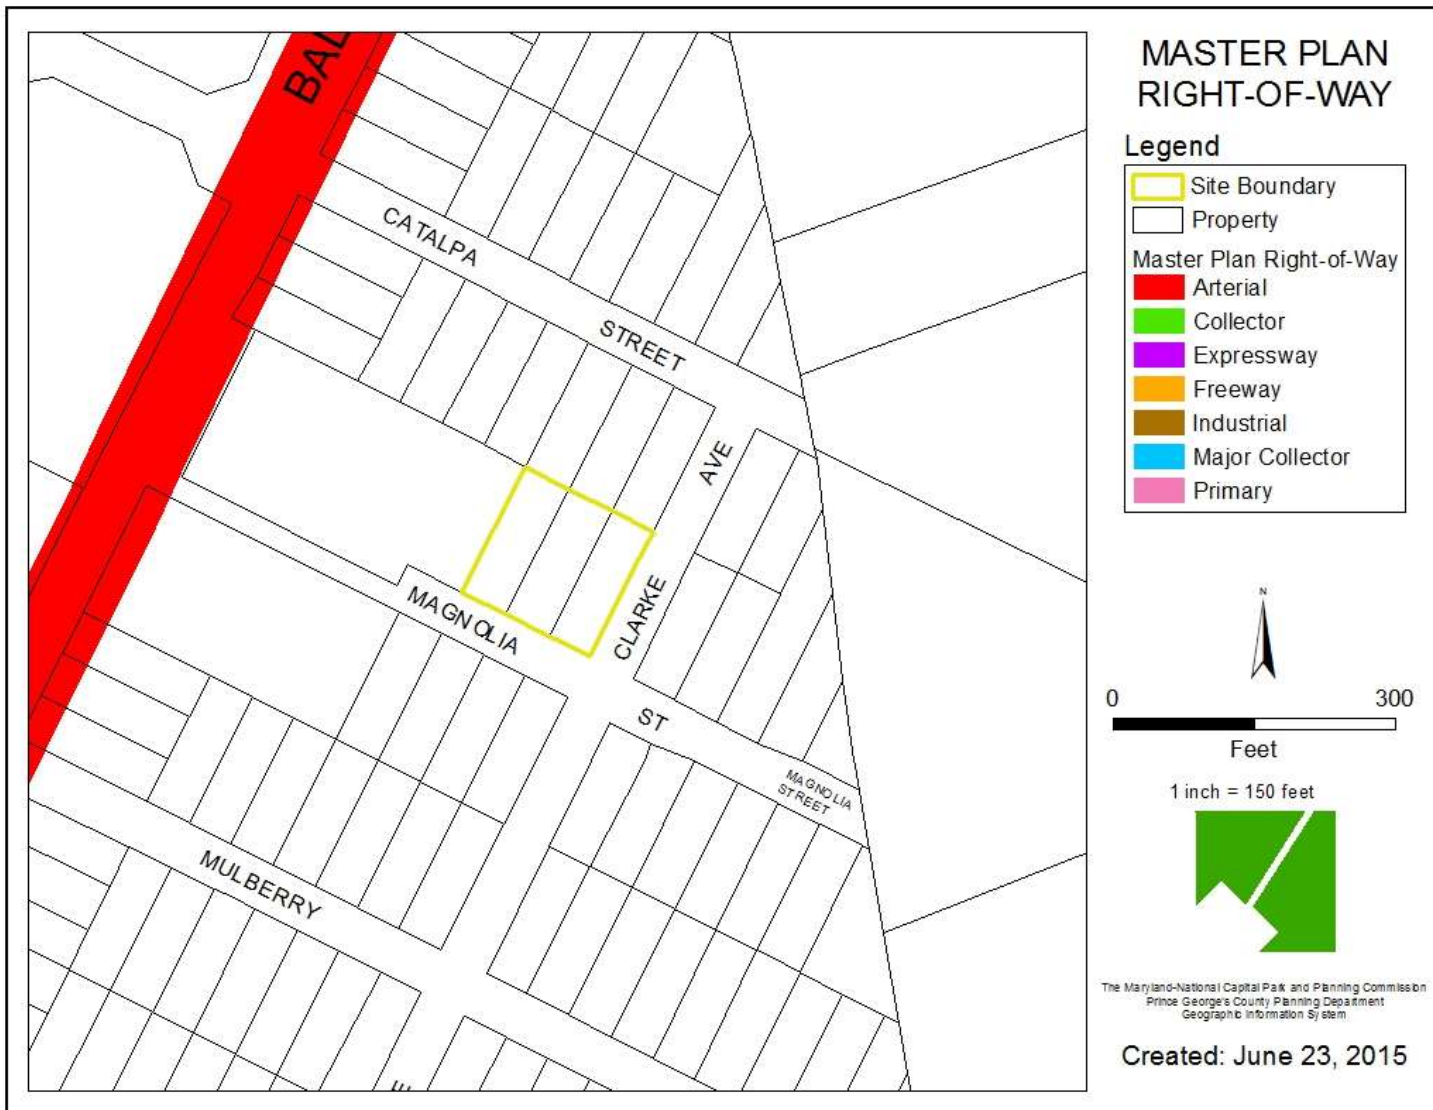 BAL
CATALPA
STREET
AVE
CLARKE
MAGNOLIA
ST
MAGNOLIA
STREET
MULBERRY
E
MASTER PLAN
RIGHT-OF-WAY
Legend
Site Boundary
Property
Master Plan Right-of-Way
Arterial
Collector
Expressway
Freeway
Industrial
Major Collector
Primary
N
0 300
Feet
1 inch = 150 feet
The Maryland-National Capital Park and Planning Commission
Prince George's County Planning Department
Geographic Information System
Created: June 23, 2015